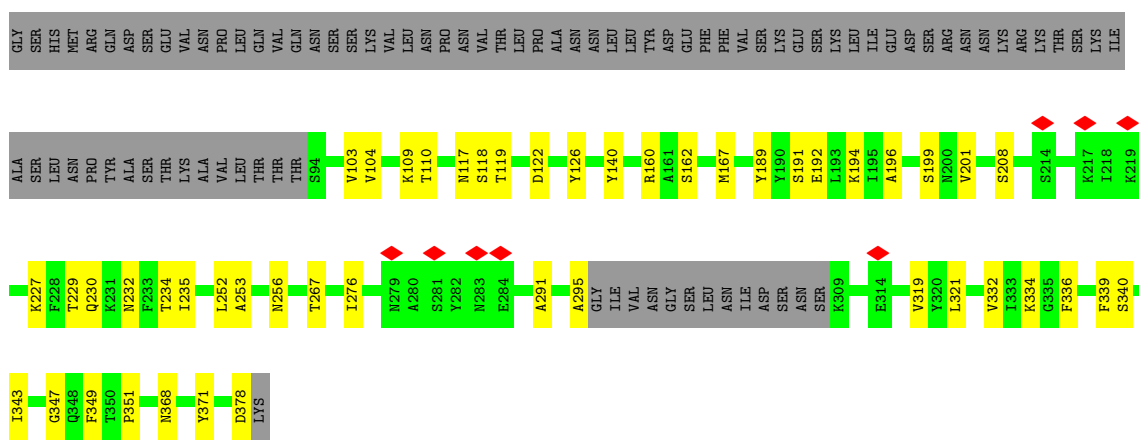 GLY SER HIS MET ARG GLN ASP SER GLU VAL ASN PRO LEU GLN VAL GLN ASN SER SER LYS VAL LEU ASN PRO ASN VAL THR LEU PRO ALA ASN ASN LEU LEU TYR ASP GLU PHE PHE VAL SER LYS GLU SER LYS LEU ILE GLU ASP SER ARG ASN ASN LYS ARG LYS THR SER LYS ILE
ALA SER LEU ASN PRO TYR ALA SER THR LYS ALA VAL LEU THR THR THR S94 V103 V104 K109 T110 N117 S118 T119 D122 Y126 Y140 R160 A161 S162 M167 Y189 Y190 S191 E192 L193 K194 I195 A196 S199 N200 V201 S208 S214 K217 I218 K219
K227 F228 T229 Q230 K231 N232 F233 T234 I235 L252 A253 N256 T267 I276 N279 A280 S281 Y282 N283 E284 A291 A295 GLY ILE VAL ASN GLY SER LEU ASN ILE ASP SER ASN SER K309 E314 V319 Y320 L321 V332 I333 K334 G335 F336 F339 S340
I343 G347 Q348 F349 T350 P351 N368 Y371 D378 LYS